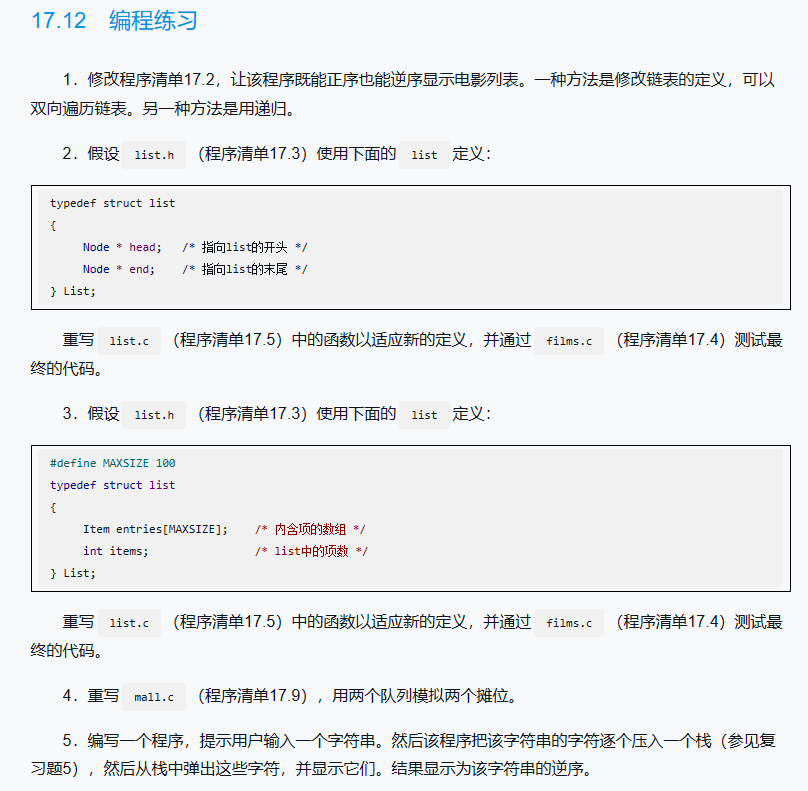 17.12 编程练习
1．修改程序清单17.2，让该程序既能正序也能逆序显示电影列表。一种方法是修改链表的定义，可以
双向遍历链表。另一种方法是用递归。
2．假设 list.h （程序清单17.3）使用下面的 list 定义：
typedef struct list
{
Node * head; /* 指向list的开头 */
Node * end; /* 指向list的末尾 */
} List;
重写 list.c （程序清单17.5）中的函数以适应新的定义，并通过 films.c （程序清单17.4）测试最
终的代码。
3．假设 list.h （程序清单17.3）使用下面的 list 定义：
#define MAXSIZE 100
typedef struct list
{
Item entries[MAXSIZE]; /* 内含项的数组 */
int items; /* list中的项数 */
} List;
重写 list.c （程序清单17.5）中的函数以适应新的定义，并通过 films.c （程序清单17.4）测试最
终的代码。
4．重写 mall.c （程序清单17.9），用两个队列模拟两个摊位。
5．编写一个程序，提示用户输入一个字符串。然后该程序把该字符串的字符逐个压入一个栈（参见复
习题5），然后从栈中弹出这些字符，并显示它们。结果显示为该字符串的逆序。